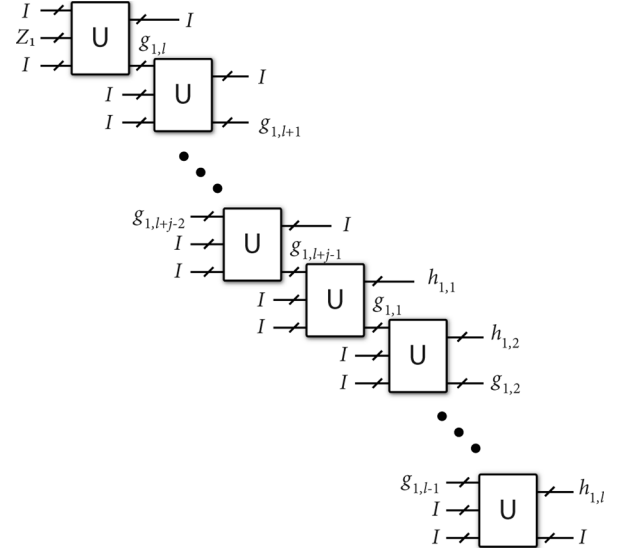 I
I
Z₁
U
g₁,ₗ
I
I
I
U
I
g₁,ₗ₊₁
g₁,ₗ₊ⱼ₋₂
I
I
U
g₁,ₗ₊ⱼ₋₁
I
h₁,₁
I
U
g₁,₁
I
h₁,₂
I
U
I
g₁,₂
g₁,ₗ₋₁
h₁,ₗ
I
U
I
I